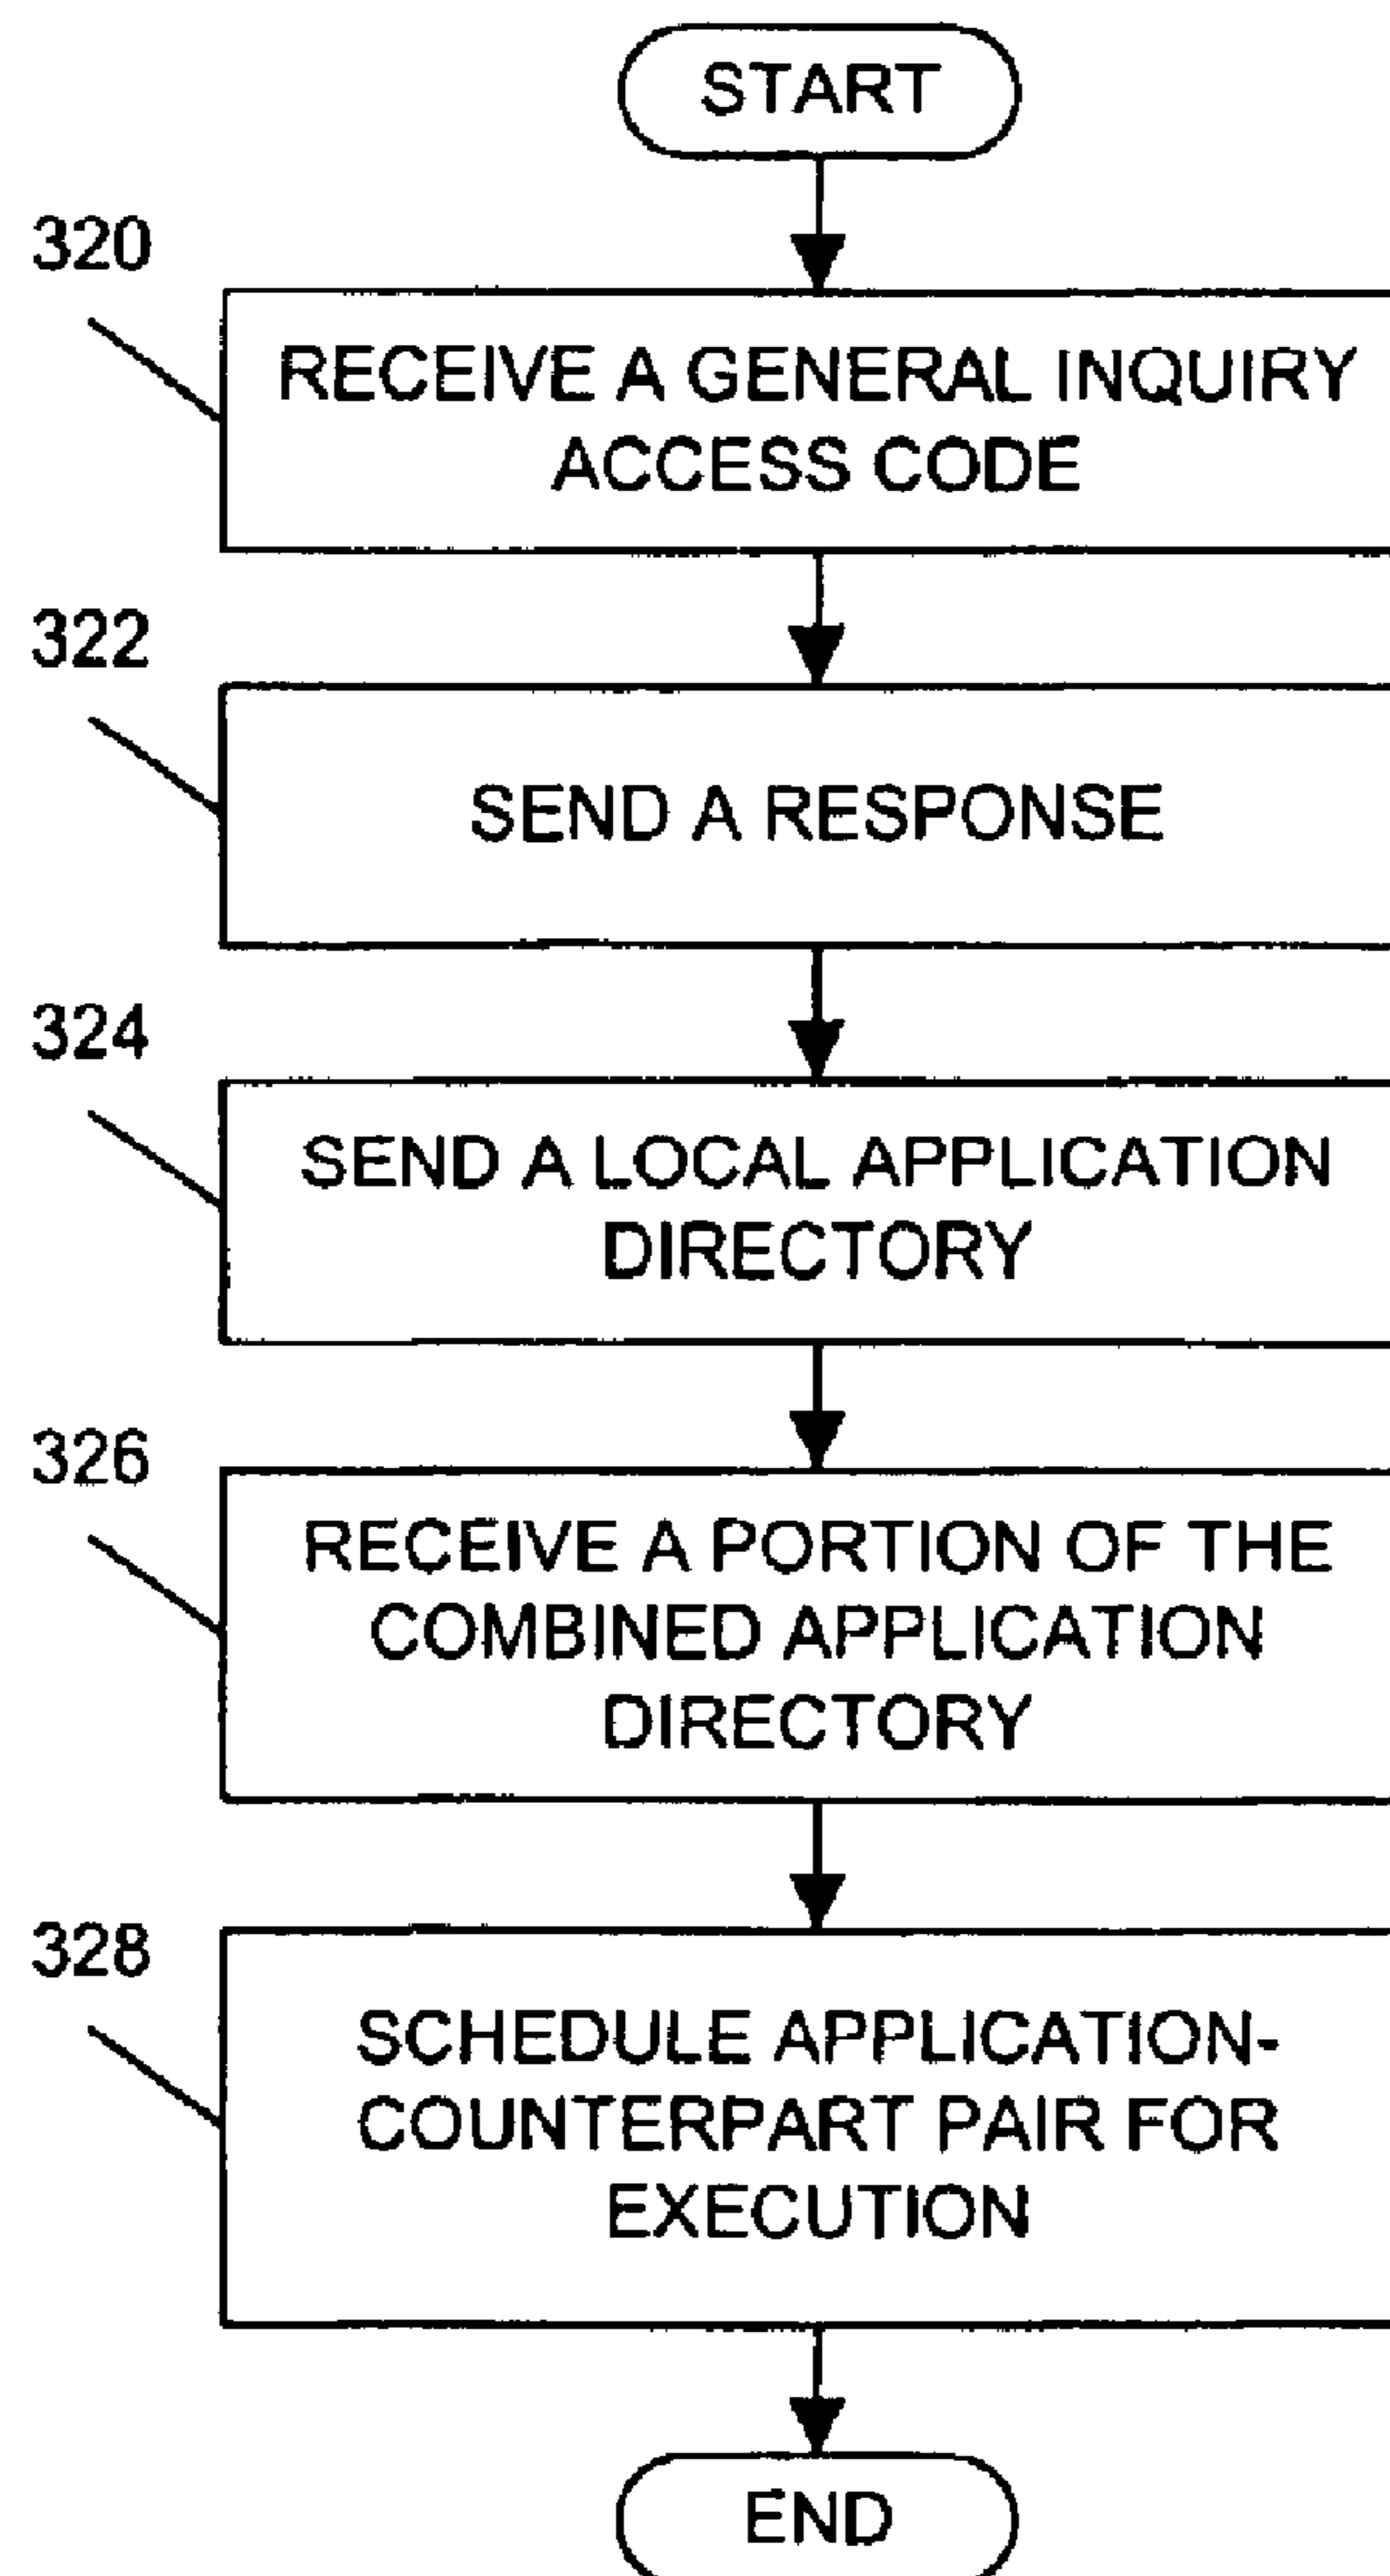 START
320
RECEIVE A GENERAL INQUIRY
ACCESS CODE
322
SEND A RESPONSE
324
SEND A LOCAL APPLICATION
DIRECTORY
326
RECEIVE A PORTION OF THE
COMBINED APPLICATION
DIRECTORY
328
SCHEDULE APPLICATION-
COUNTERPART PAIR FOR
EXECUTION
END